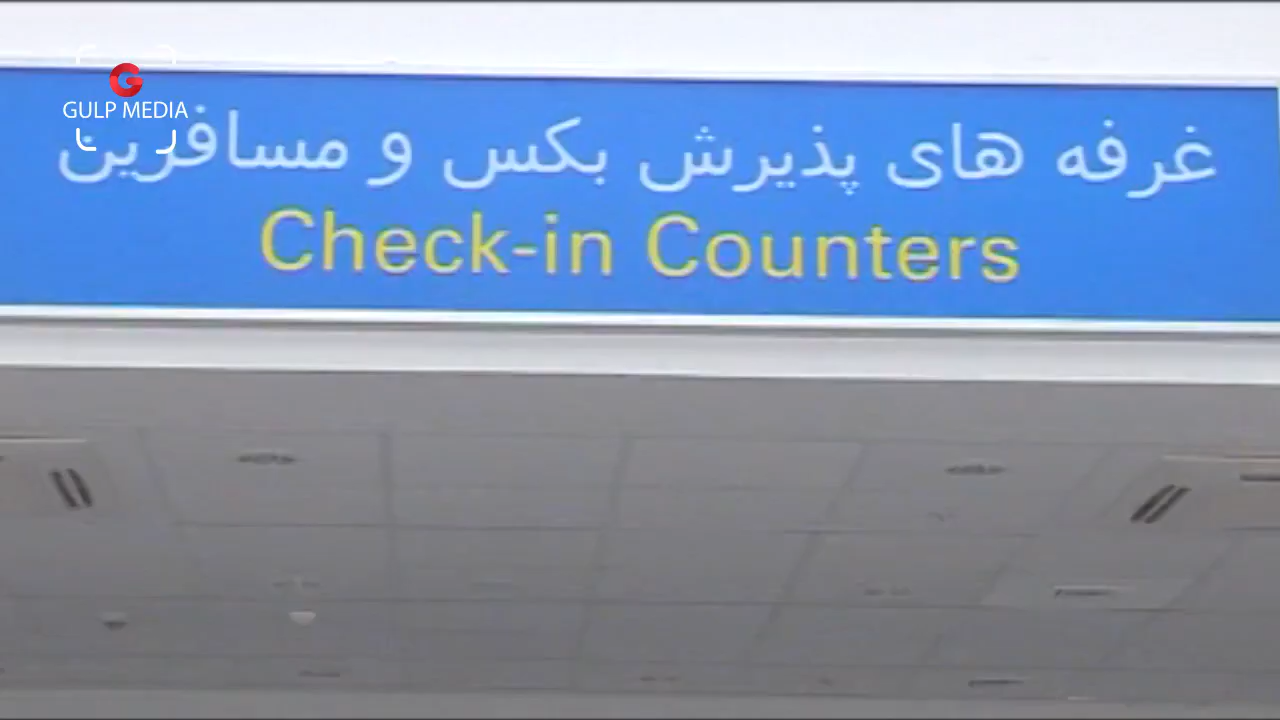 GULP MEDIA
غرفه های پذیرش بکس و مسافرین
Check-in Counters